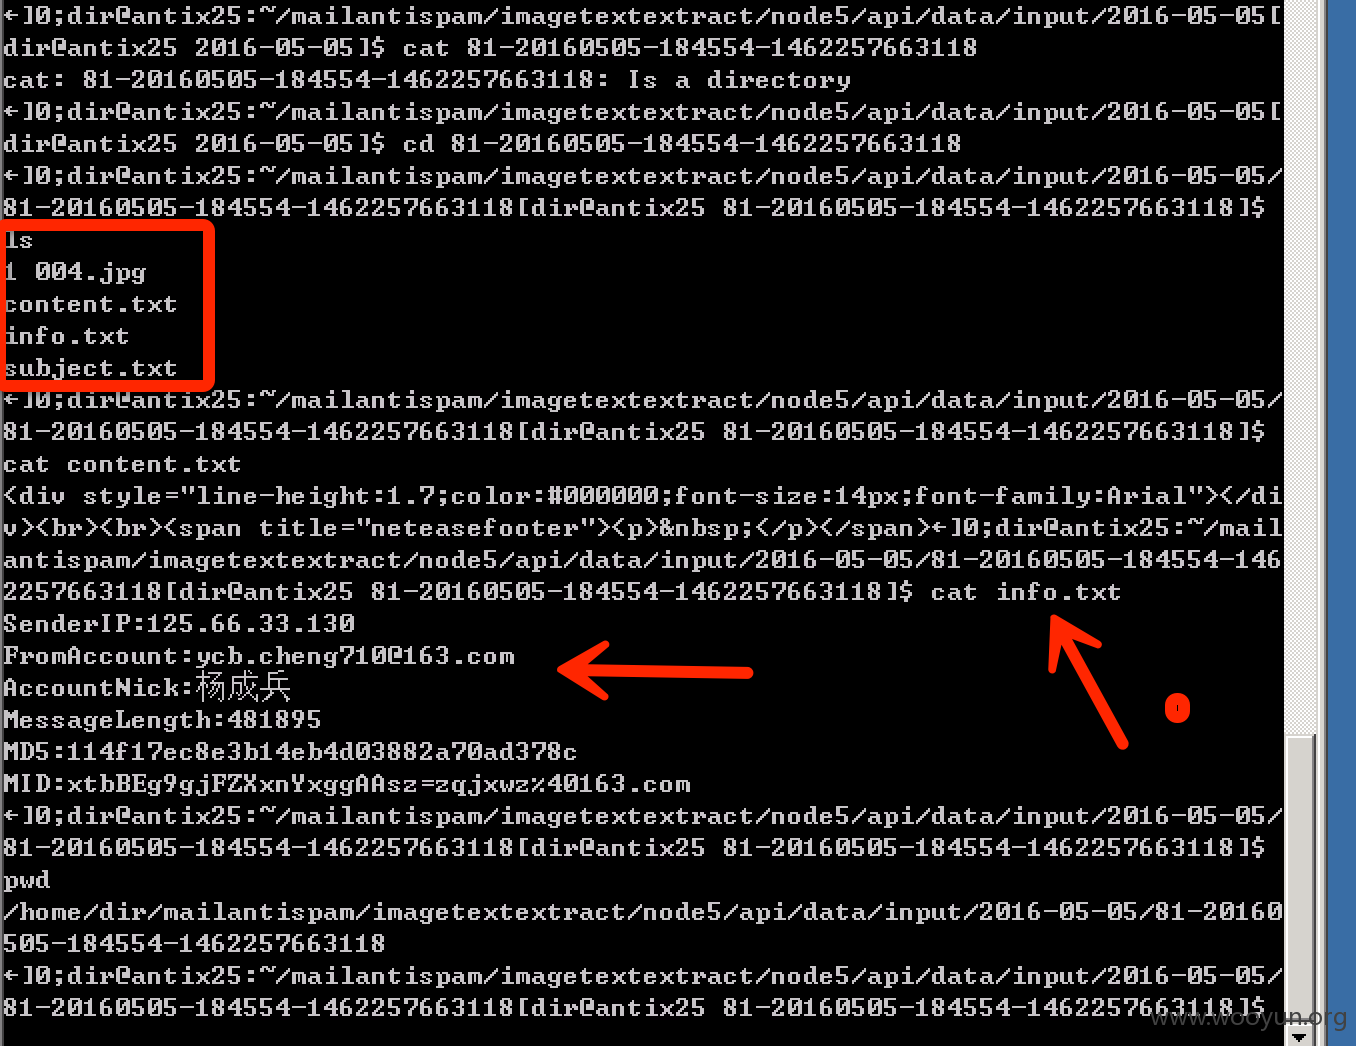 ←]0;dir@antix25:~/mailantispam/imagetextextract/node5/api/data/input/2016-05-05[
dir@antix25 2016-05-05]$ cat 81-20160505-184554-1462257663118
cat: 81-20160505-184554-1462257663118: Is a directory
←]0;dir@antix25:~/mailantispam/imagetextextract/node5/api/data/input/2016-05-05[
dir@antix25 2016-05-05]$ cd 81-20160505-184554-1462257663118
←]0;dir@antix25:~/mailantispam/imagetextextract/node5/api/data/input/2016-05-05/
81-20160505-184554-1462257663118[dir@antix25 81-20160505-184554-1462257663118]$
ls
1 004.jpg
content.txt
info.txt
subject.txt
←]0;dir@antix25:~/mailantispam/imagetextextract/node5/api/data/input/2016-05-05/
81-20160505-184554-1462257663118[dir@antix25 81-20160505-184554-1462257663118]$
cat content.txt
<div style="line-height:1.7;color:#000000;font-size:14px;font-family:Arial"></di
v><br><br><span title="neteasefooter"><p>&nbsp;</p></span>←]0;dir@antix25:~/mail
antispam/imagetextextract/node5/api/data/input/2016-05-05/81-20160505-184554-146
2257663118[dir@antix25 81-20160505-184554-1462257663118]$ cat info.txt
SenderIP:125.66.33.130
FromAccount:ycb.cheng710@163.com
AccountNick:杨成兵
MessageLength:481895
MD5:114f17ec8e3b14eb4d03882a70ad378c
MID:xtbBEg9gjFZXxnYxggAAsz=zqjxwz%40163.com
←]0;dir@antix25:~/mailantispam/imagetextextract/node5/api/data/input/2016-05-05/
81-20160505-184554-1462257663118[dir@antix25 81-20160505-184554-1462257663118]$
pwd
/home/dir/mailantispam/imagetextextract/node5/api/data/input/2016-05-05/81-20160
505-184554-1462257663118
←]0;dir@antix25:~/mailantispam/imagetextextract/node5/api/data/input/2016-05-05/
81-20160505-184554-1462257663118[dir@antix25 81-20160505-184554-1462257663118]$
www.wooyun.org